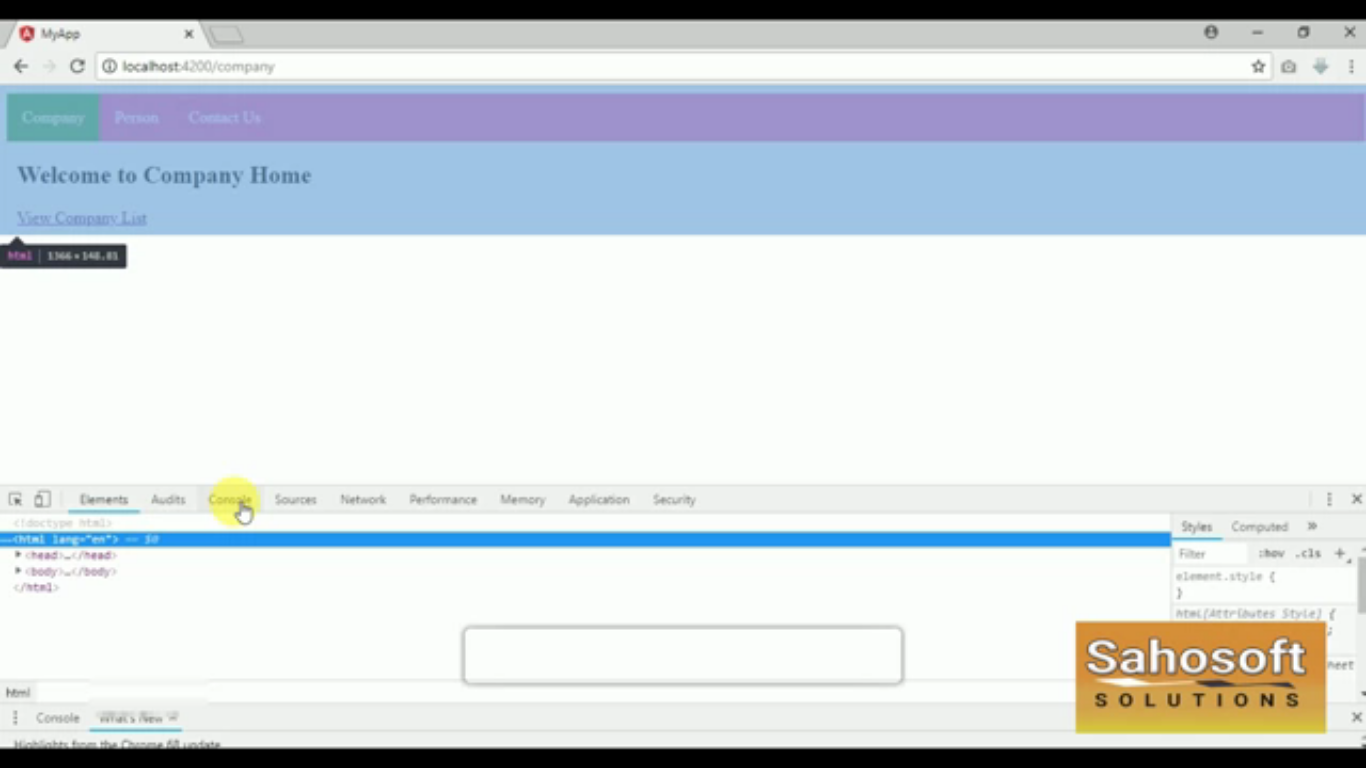 MyApp
localhost:4200/company
Company Person Contact Us
Welcome to Company Home
View Company List
html 1366 × 148.81
Elements Audits Console Sources Network Performance Memory Application Security
<!doctype html>
...<html lang="en"> == $0
<head>…</head>
<body>…</body>
</html>
Styles Computed »
Filter :hov .cls +
element.style {
}
html[Attributes Style] {
;
eet
html
Console What's New
Highlights from the Chrome 68 update
Sahosoft
SOLUTIONS